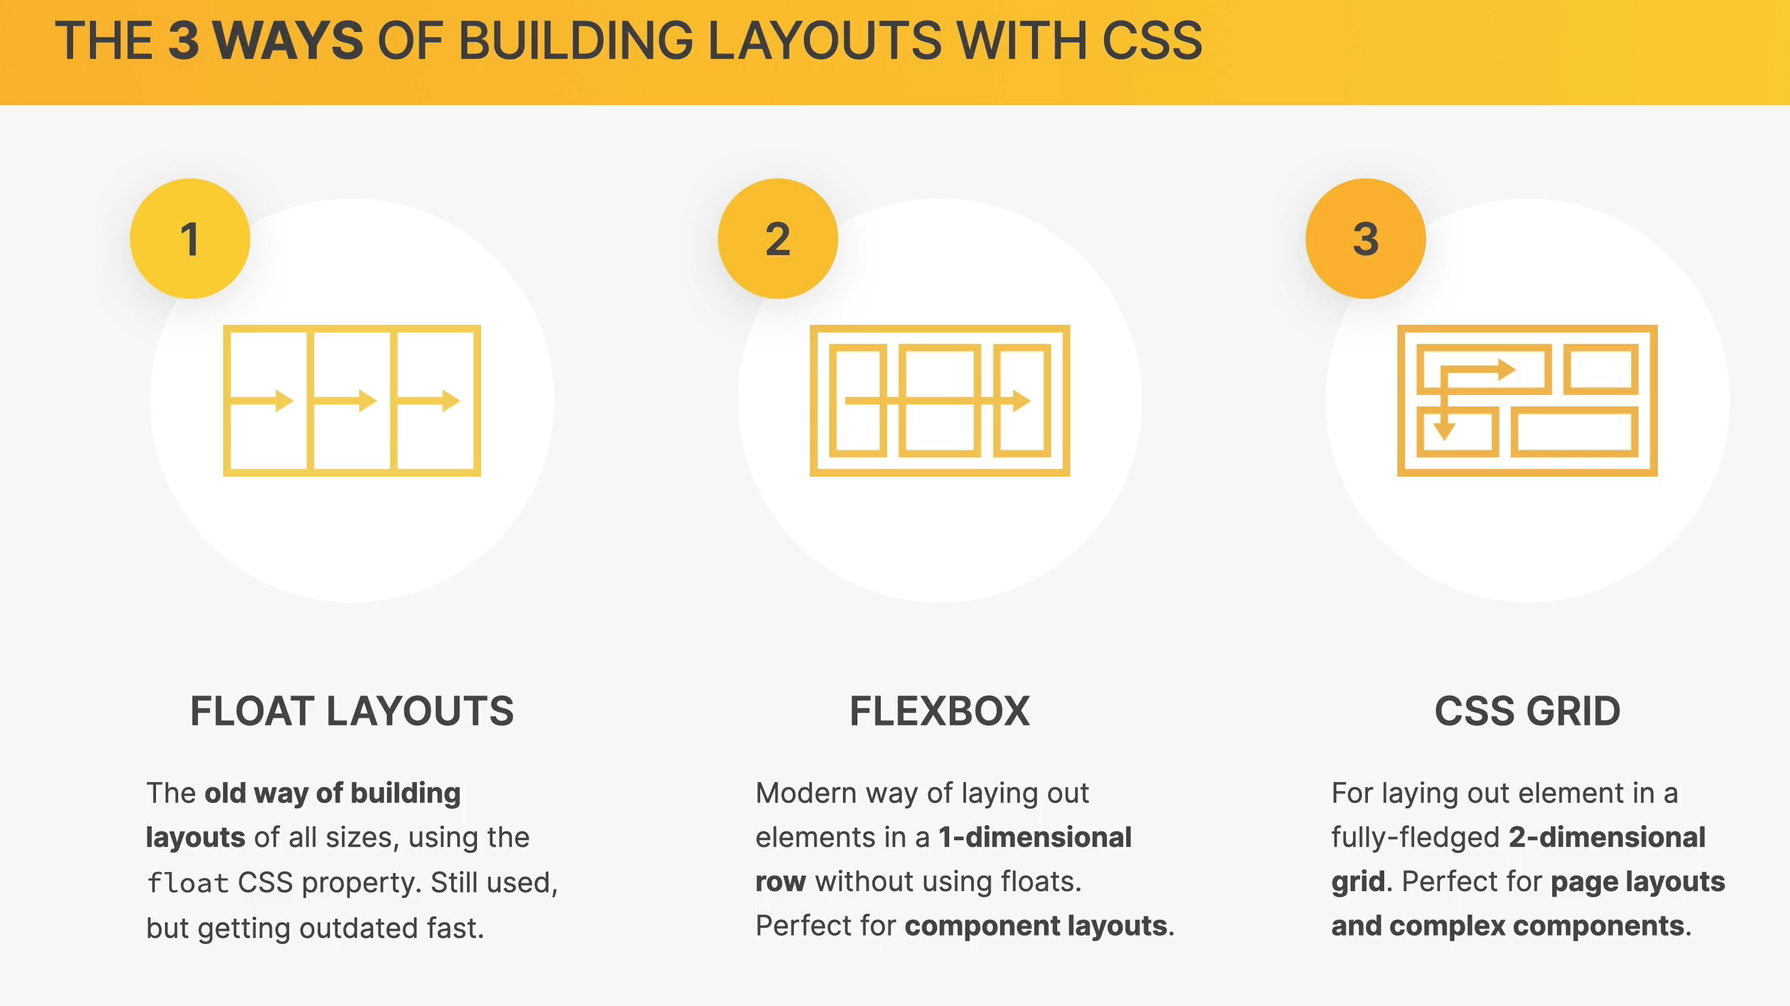 THE 3 WAYS OF BUILDING LAYOUTS WITH CSS
1
2
3
FLOAT LAYOUTS
The old way of building
layouts of all sizes, using the
float CSS property. Still used,
but getting outdated fast.
FLEXBOX
Modern way of laying out
elements in a 1-dimensional
row without using floats.
Perfect for component layouts.
CSS GRID
For laying out element in a
fully-fledged 2-dimensional
grid. Perfect for page layouts
and complex components.